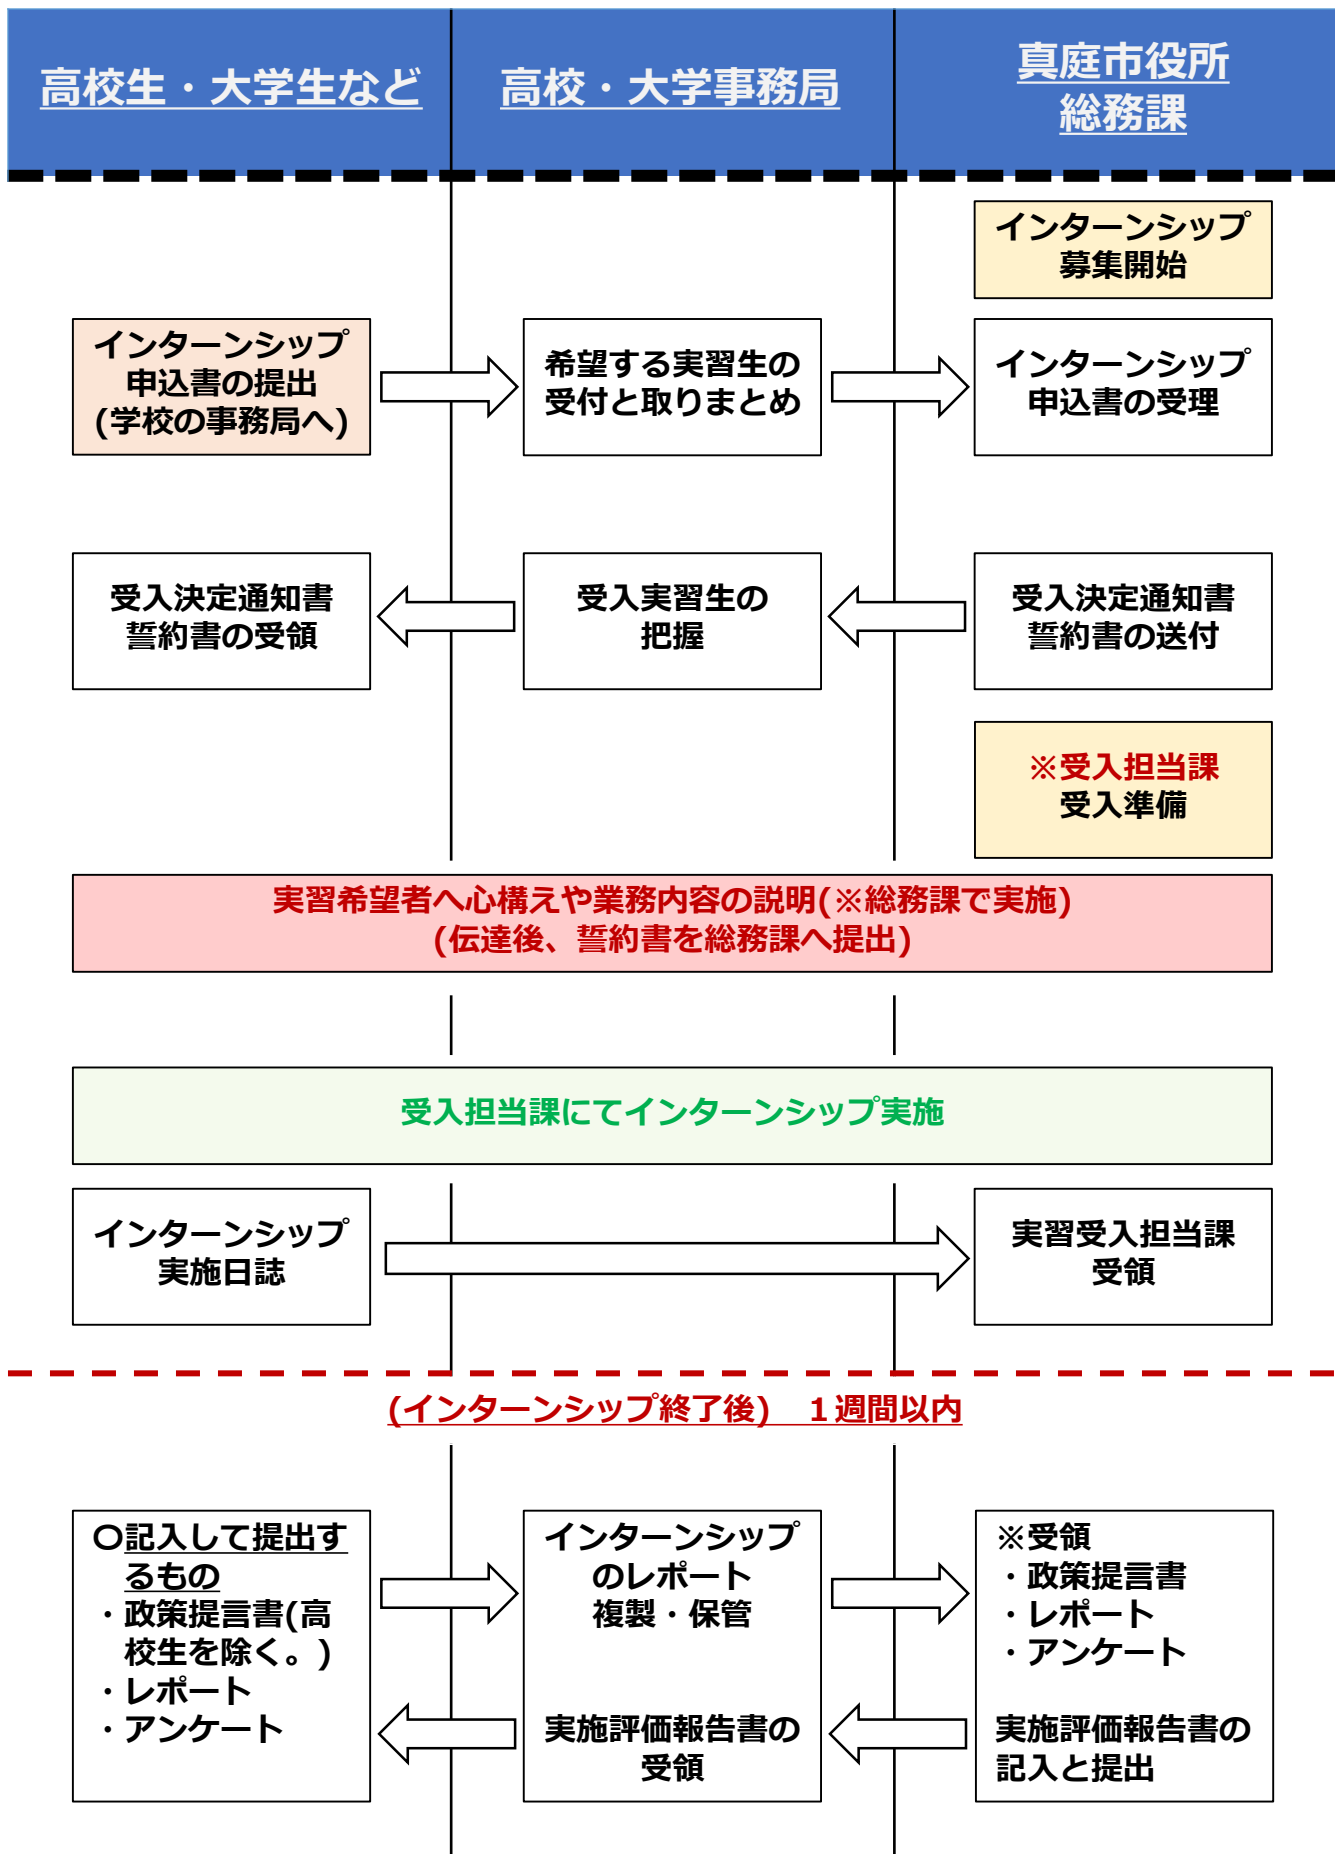 高校生・大学生など
高校・大学事務局
真庭市役所
総務課
インターンシップ
募集開始
インターンシップ
申込書の提出
(学校の事務局へ)
希望する実習生の
受付と取りまとめ
インターンシップ
申込書の受理
受入決定通知書
誓約書の受領
受入実習生の
把握
受入決定通知書
誓約書の送付
※受入担当課
受入準備
実習希望者へ心構えや業務内容の説明(※総務課で実施)
(伝達後、誓約書を総務課へ提出)
受入担当課にてインターンシップ実施
インターンシップ
実施日誌
実習受入担当課
受領
(インターンシップ終了後)　１週間以内
〇記入して提出す
るもの
・政策提言書(高
校生を除く。)
・レポート
・アンケート
インターンシップ
のレポート
複製・保管
実施評価報告書の
受領
※受領
・政策提言書
・レポート
・アンケート
実施評価報告書の
記入と提出